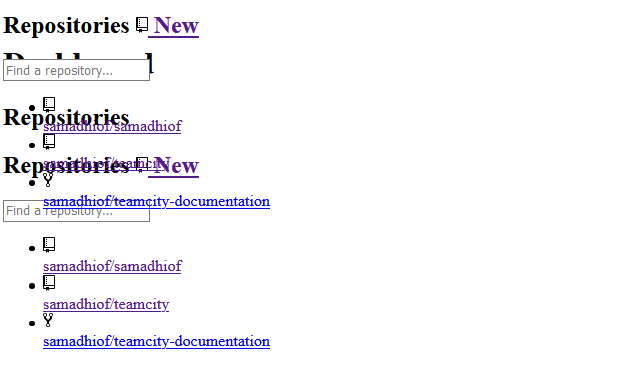 Repositories New
Find a repository...
Repositories
samadhiof/samadhiof
samadhiof/teamcity
Repositories New
samadhiof/teamcity-documentation
Find a repository...
samadhiof/samadhiof
samadhiof/teamcity
samadhiof/teamcity-documentation